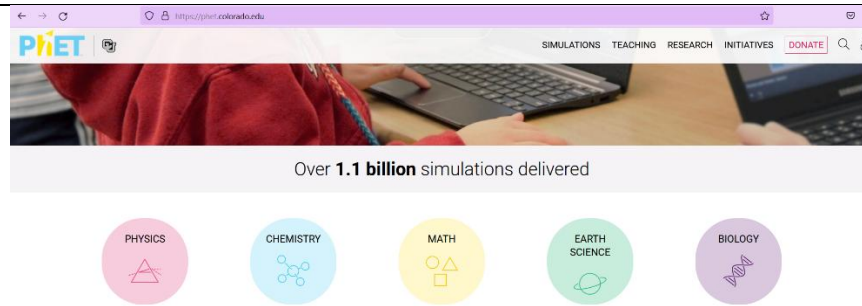 https://phet.colorado.edu
PhET
SIMULATIONS TEACHING RESEARCH INITIATIVES DONATE
Over 1.1 billion simulations delivered
PHYSICS
CHEMISTRY
MATH
EARTH
SCIENCE
BIOLOGY